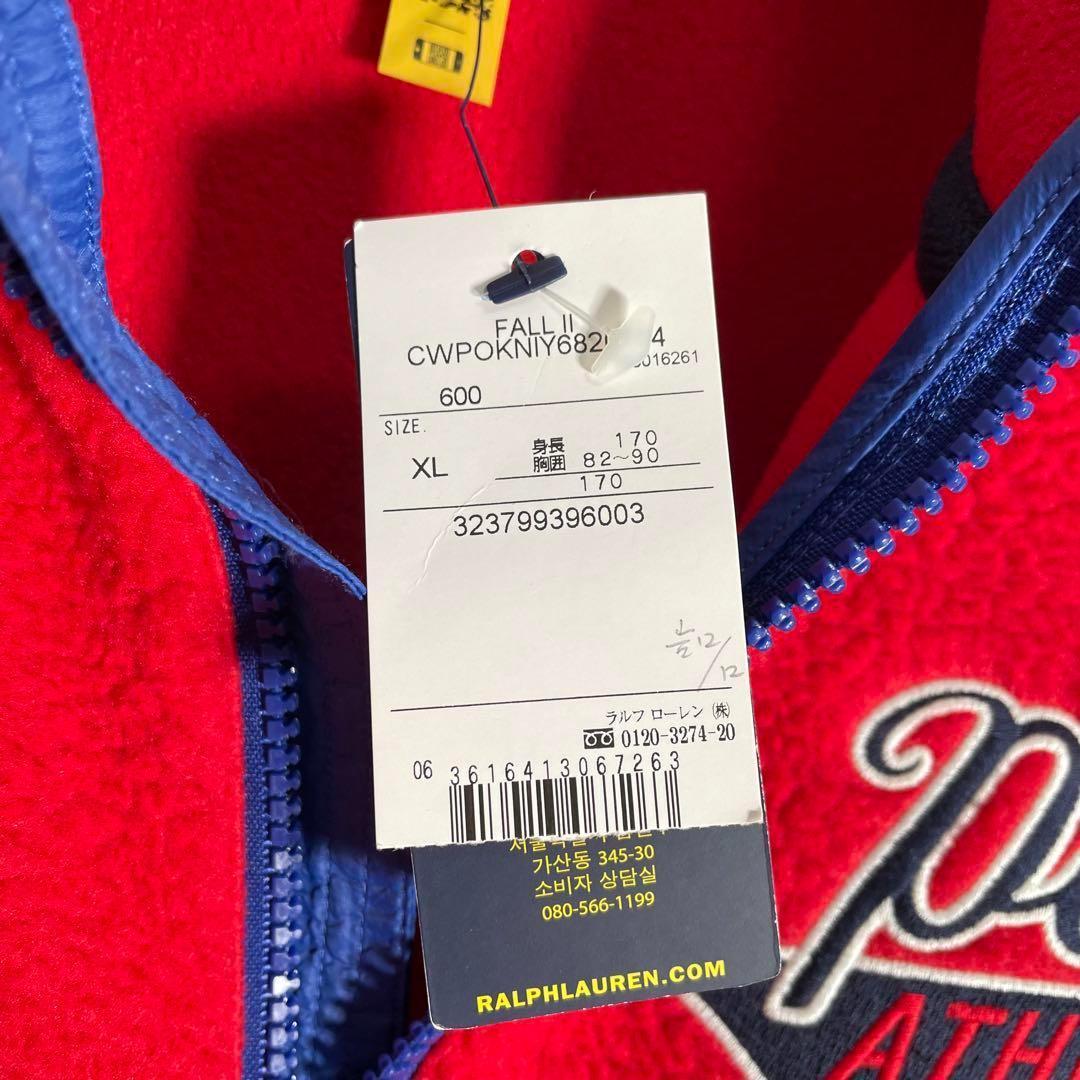 FALL II
CWPOKNIY682 4
016261
600
SIZE.
XL
身長 170
胸囲 82~90
170
323799396003
12/12
ラルフ ローレン (株)
0120-3274-20
06 3616413067263
가산동 345-30
소비자 상담실
080-566-1199
RALPHLAUREN.COM
ATH